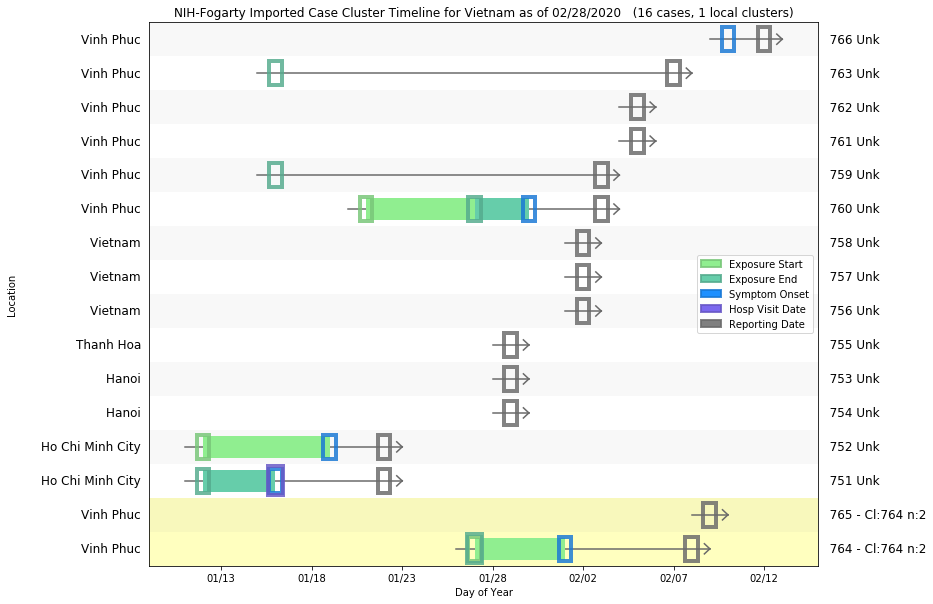 NIH-Fogarty Imported Case Cluster Timeline for Vietnam as of 02/28/2020   (16 cases, 1 local clusters)
Vinh Phuc 766 Unk
Vinh Phuc 763 Unk
Vinh Phuc 762 Unk
Vinh Phuc 761 Unk
Vinh Phuc 759 Unk
Vinh Phuc 760 Unk
Vietnam 758 Unk
Vietnam 757 Unk
Vietnam 756 Unk
Thanh Hoa 755 Unk
Hanoi 753 Unk
Hanoi 754 Unk
Ho Chi Minh City 752 Unk
Ho Chi Minh City 751 Unk
Vinh Phuc 765 - Cl:764 n:2
Vinh Phuc 764 - Cl:764 n:2
Exposure Start
Exposure End
Symptom Onset
Hosp Visit Date
Reporting Date
Location
01/13 01/18 01/23 01/28 02/02 02/07 02/12
Day of Year